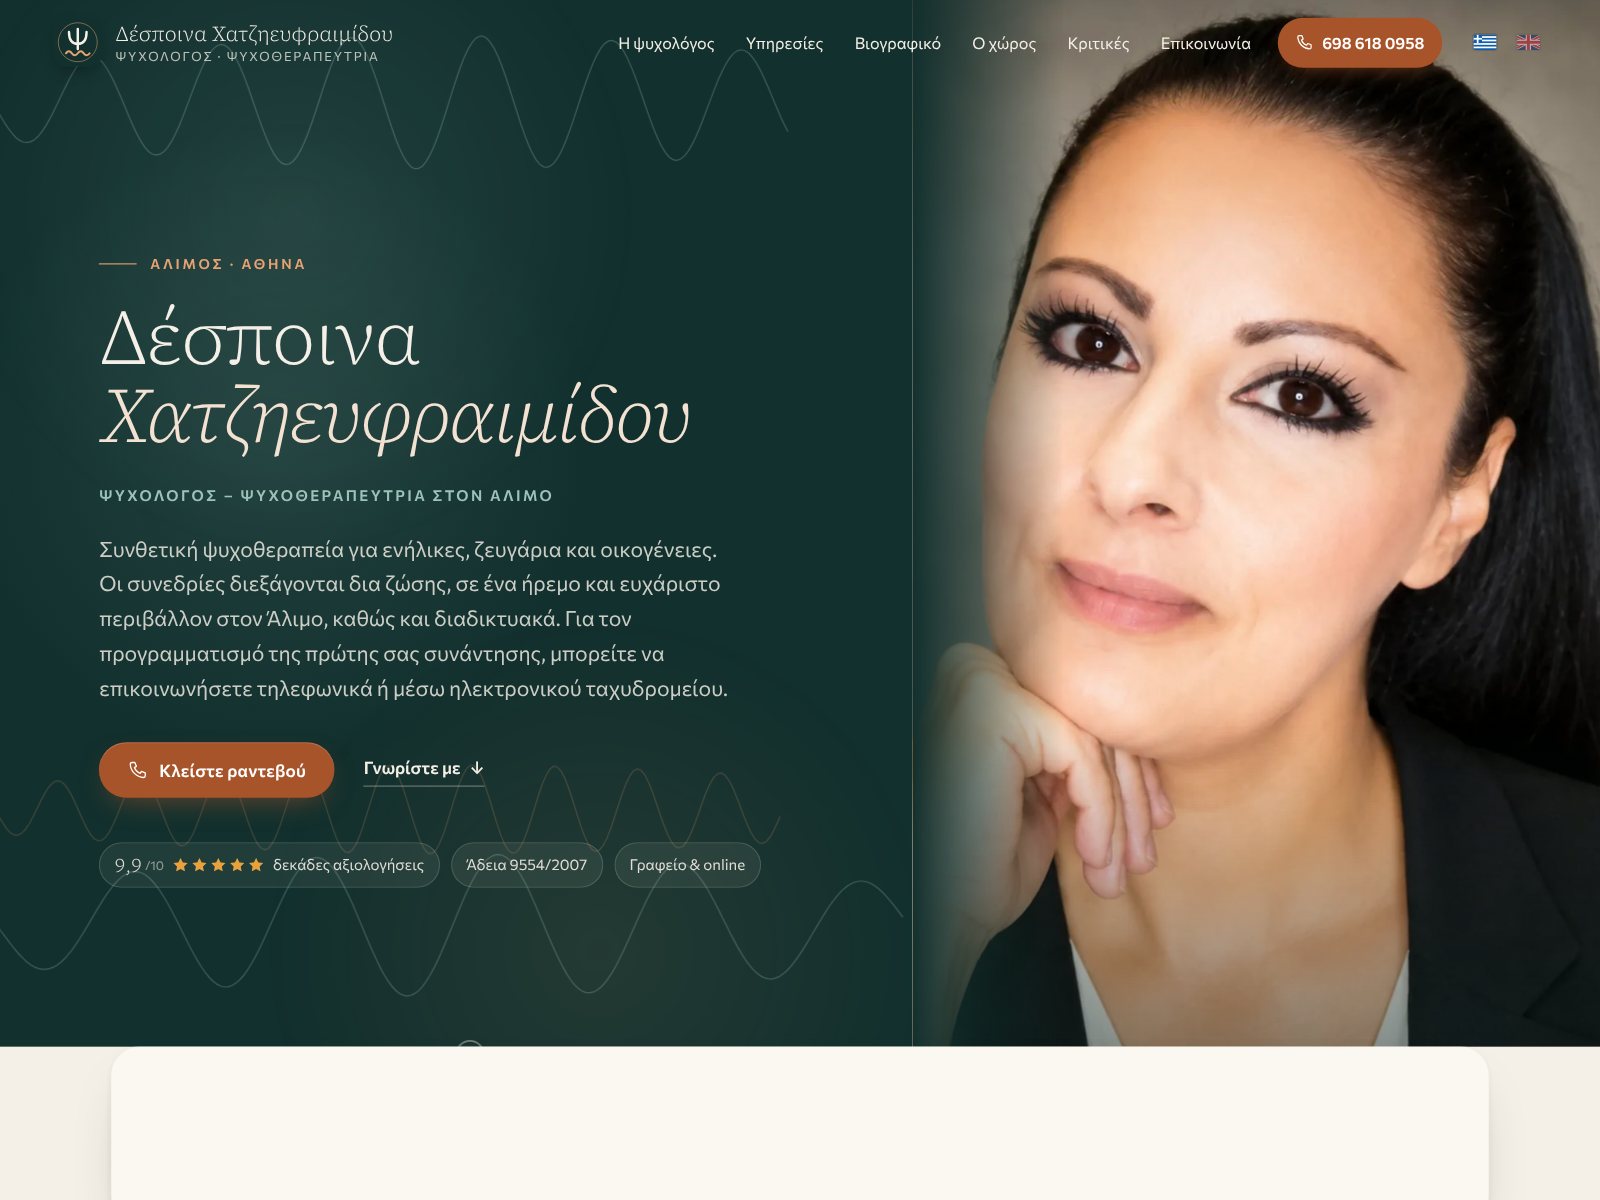 Δέσποινα Χατζηευφραιμίδου
ΨΥΧΟΛΟΓΟΣ · ΨΥΧΟΘΕΡΑΠΕΥΤΡΙΑ
Η ψυχολόγος Υπηρεσίες Βιογραφικό Ο χώρος Κριτικές Επικοινωνία 698 618 0958
ΑΛΙΜΟΣ · ΑΘΗΝΑ
Δέσποινα
Χατζηευφραιμίδου
ΨΥΧΟΛΟΓΟΣ – ΨΥΧΟΘΕΡΑΠΕΥΤΡΙΑ ΣΤΟΝ ΑΛΙΜΟ
Συνθετική ψυχοθεραπεία για ενήλικες, ζευγάρια και οικογένειες.
Οι συνεδρίες διεξάγονται δια ζώσης, σε ένα ήρεμο και ευχάριστο
περιβάλλον στον Άλιμο, καθώς και διαδικτυακά. Για τον
προγραμματισμό της πρώτης σας συνάντησης, μπορείτε να
επικοινωνήσετε τηλεφωνικά ή μέσω ηλεκτρονικού ταχυδρομείου.
Κλείστε ραντεβού Γνωρίστε με ↓
9,9 /10 ★★★★★ δεκάδες αξιολογήσεις Άδεια 9554/2007 Γραφείο & online